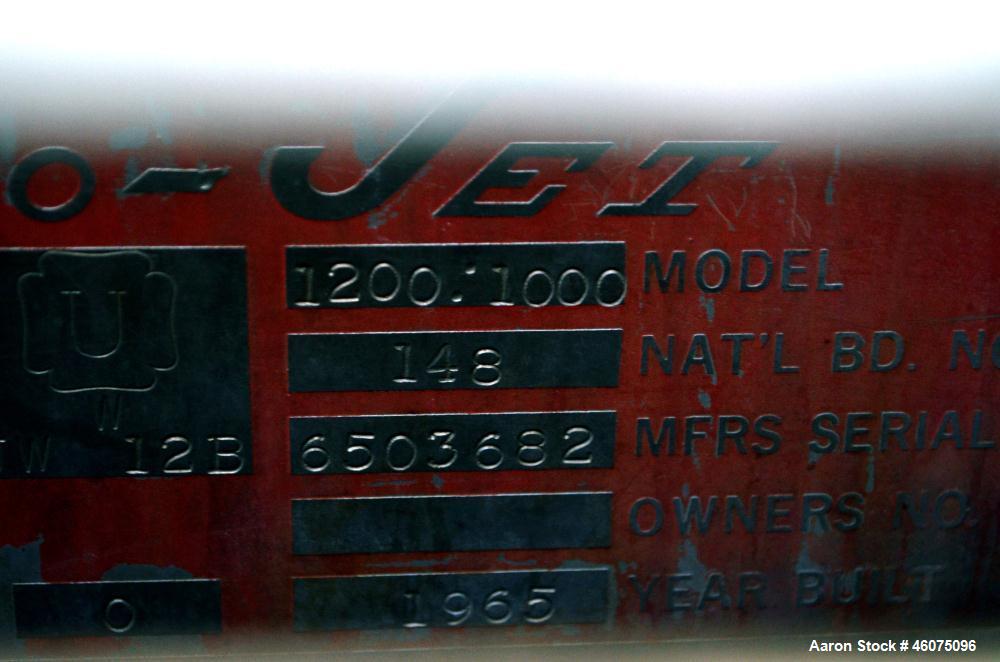 O-JET
1200:1000 MODEL
U
148 NAT'L BD. NO
W
W 12B
6503682 MFRS SERIAL
OWNERS NO.
0
1965 YEAR BUILT
Aaron Stock # 46075096